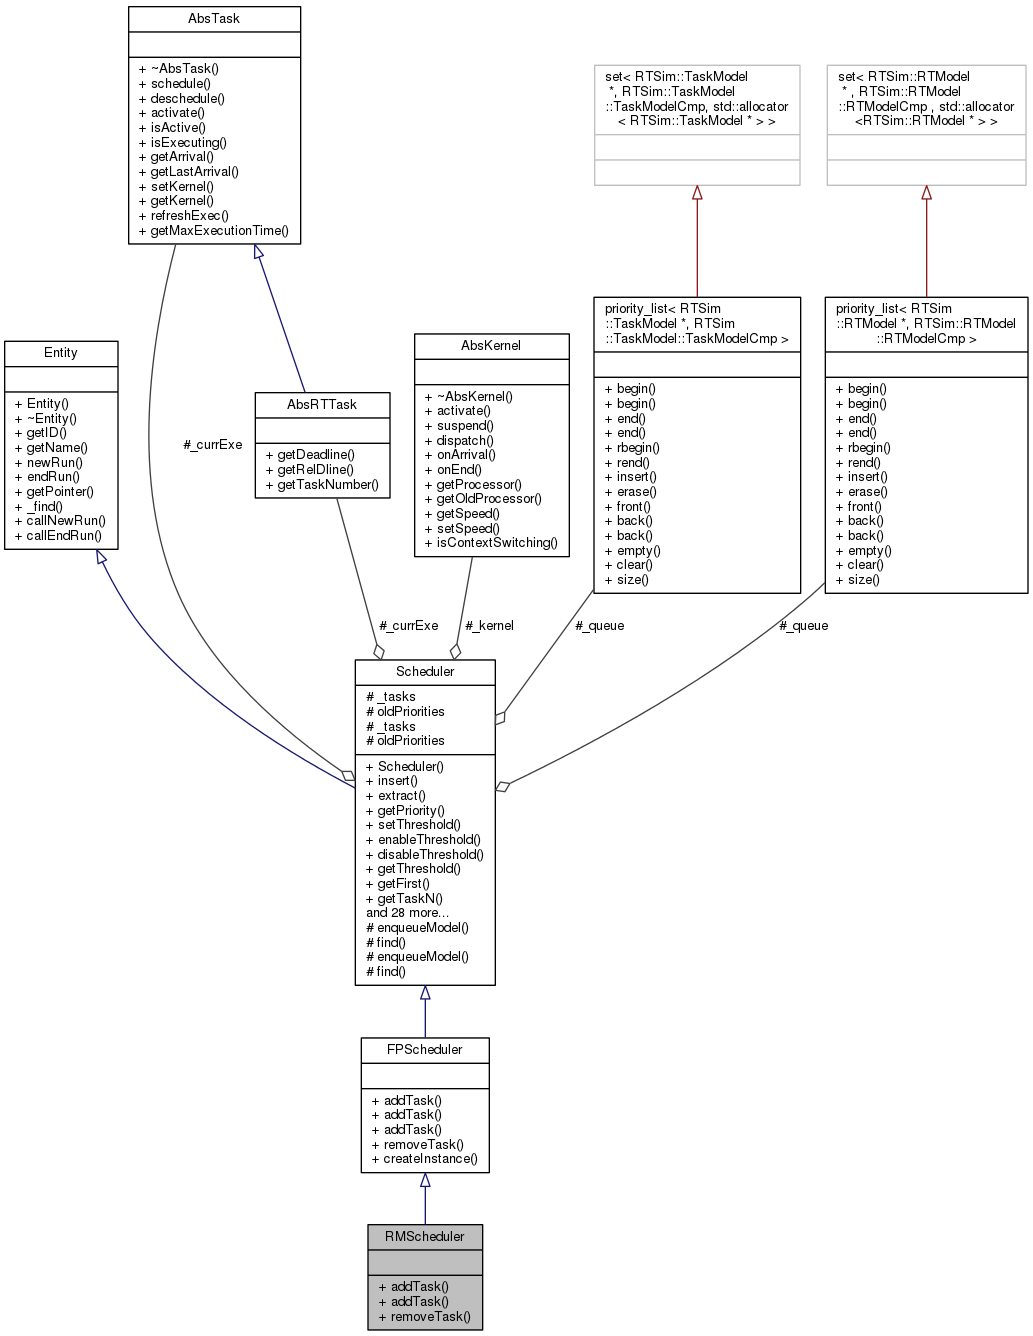 AbsTask
+ ~AbsTask()
+ schedule()
+ deschedule()
+ activate()
+ isActive()
+ isExecuting()
+ getArrival()
+ getLastArrival()
+ setKernel()
+ getKernel()
+ refreshExec()
+ getMaxExecutionTime()
set< RTSim::TaskModel
*, RTSim::TaskModel
::TaskModelCmp, std::allocator
< RTSim::TaskModel * > >
set< RTSim::RTModel
* , RTSim::RTModel
::RTModelCmp , std::allocator
<RTSim::RTModel * > >
Entity
+ Entity()
+ ~Entity()
+ getID()
+ getName()
+ newRun()
+ endRun()
+ getPointer()
+ _find()
+ callNewRun()
+ callEndRun()
#_currExe
AbsRTTask
+ getDeadline()
+ getRelDline()
+ getTaskNumber()
AbsKernel
+ ~AbsKernel()
+ activate()
+ suspend()
+ dispatch()
+ onArrival()
+ onEnd()
+ getProcessor()
+ getOldProcessor()
+ getSpeed()
+ setSpeed()
+ isContextSwitching()
priority_list< RTSim
::TaskModel *, RTSim
::TaskModel::TaskModelCmp >
+ begin()
+ begin()
+ end()
+ end()
+ rbegin()
+ rend()
+ insert()
+ erase()
+ front()
+ back()
+ back()
+ empty()
+ clear()
+ size()
priority_list< RTSim
::RTModel *, RTSim::RTModel
::RTModelCmp >
+ begin()
+ begin()
+ end()
+ end()
+ rbegin()
+ rend()
+ insert()
+ erase()
+ front()
+ back()
+ back()
+ empty()
+ clear()
+ size()
#_currExe
#_kernel
#_queue
#_queue
Scheduler
# _tasks
# oldPriorities
# _tasks
# oldPriorities
+ Scheduler()
+ insert()
+ extract()
+ getPriority()
+ setThreshold()
+ enableThreshold()
+ disableThreshold()
+ getThreshold()
+ getFirst()
+ getTaskN()
and 28 more...
# enqueueModel()
# find()
# enqueueModel()
# find()
FPScheduler
+ addTask()
+ addTask()
+ addTask()
+ removeTask()
+ createInstance()
RMScheduler
+ addTask()
+ addTask()
+ removeTask()